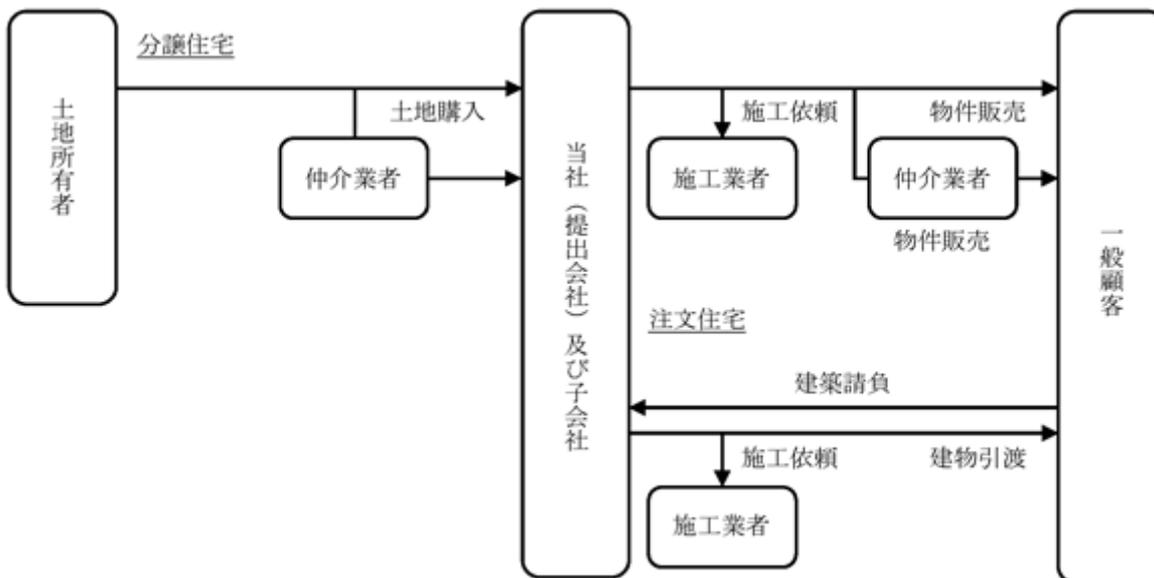 分譲住宅
土地所有者
土地購入
仲介業者
当社（提出会社）及び子会社
施工依頼
物件販売
施工業者
仲介業者
物件販売
一般顧客
注文住宅
建築請負
施工依頼
建物引渡
施工業者